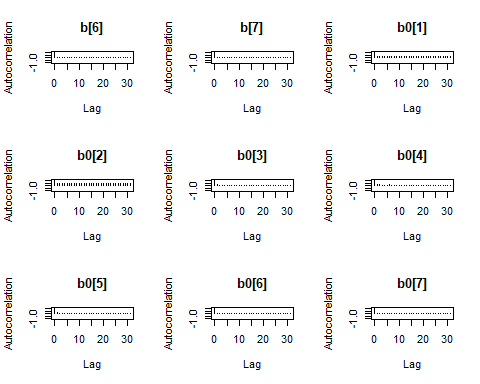 b[6] b[7] b0[1]
Autocorrelation Autocorrelation Autocorrelation
-1.0 -1.0 -1.0
0 10 20 30 0 10 20 30 0 10 20 30
Lag Lag Lag
b0[2] b0[3] b0[4]
Autocorrelation Autocorrelation Autocorrelation
-1.0 -1.0 -1.0
0 10 20 30 0 10 20 30 0 10 20 30
Lag Lag Lag
b0[5] b0[6] b0[7]
Autocorrelation Autocorrelation Autocorrelation
-1.0 -1.0 -1.0
0 10 20 30 0 10 20 30 0 10 20 30
Lag Lag Lag